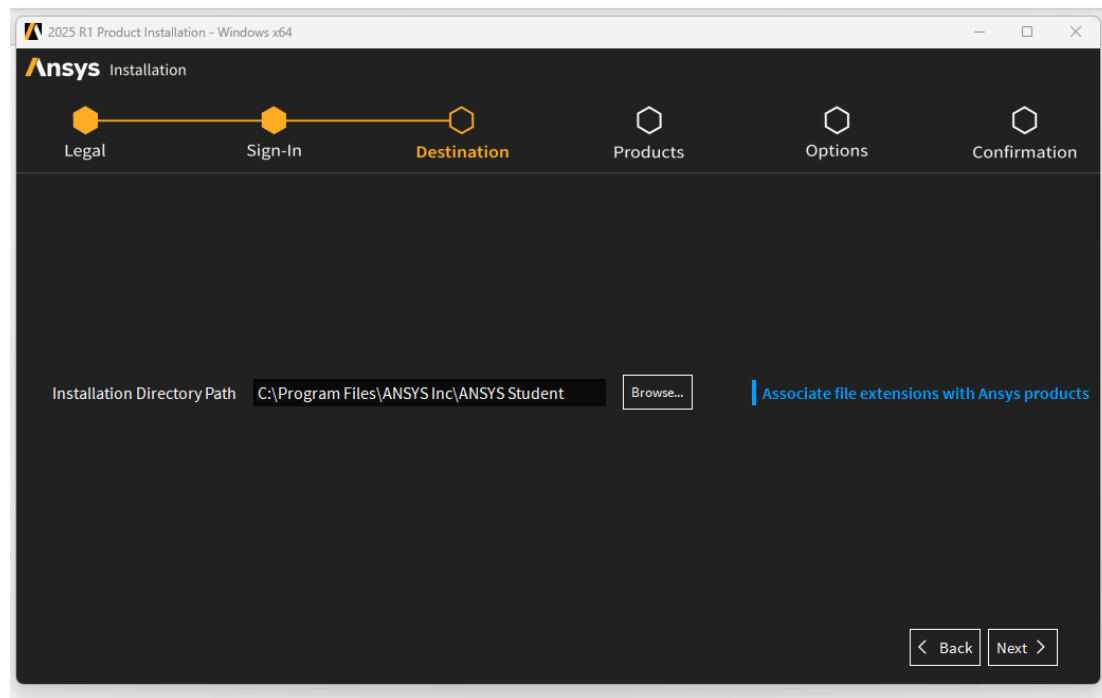 2025 R1 Product Installation - Windows x64
Ansys Installation
Legal Sign-In Destination Products Options Confirmation
Installation Directory Path C:\Program Files\ANSYS Inc\ANSYS Student Browse... Associate file extensions with Ansys products
Back Next